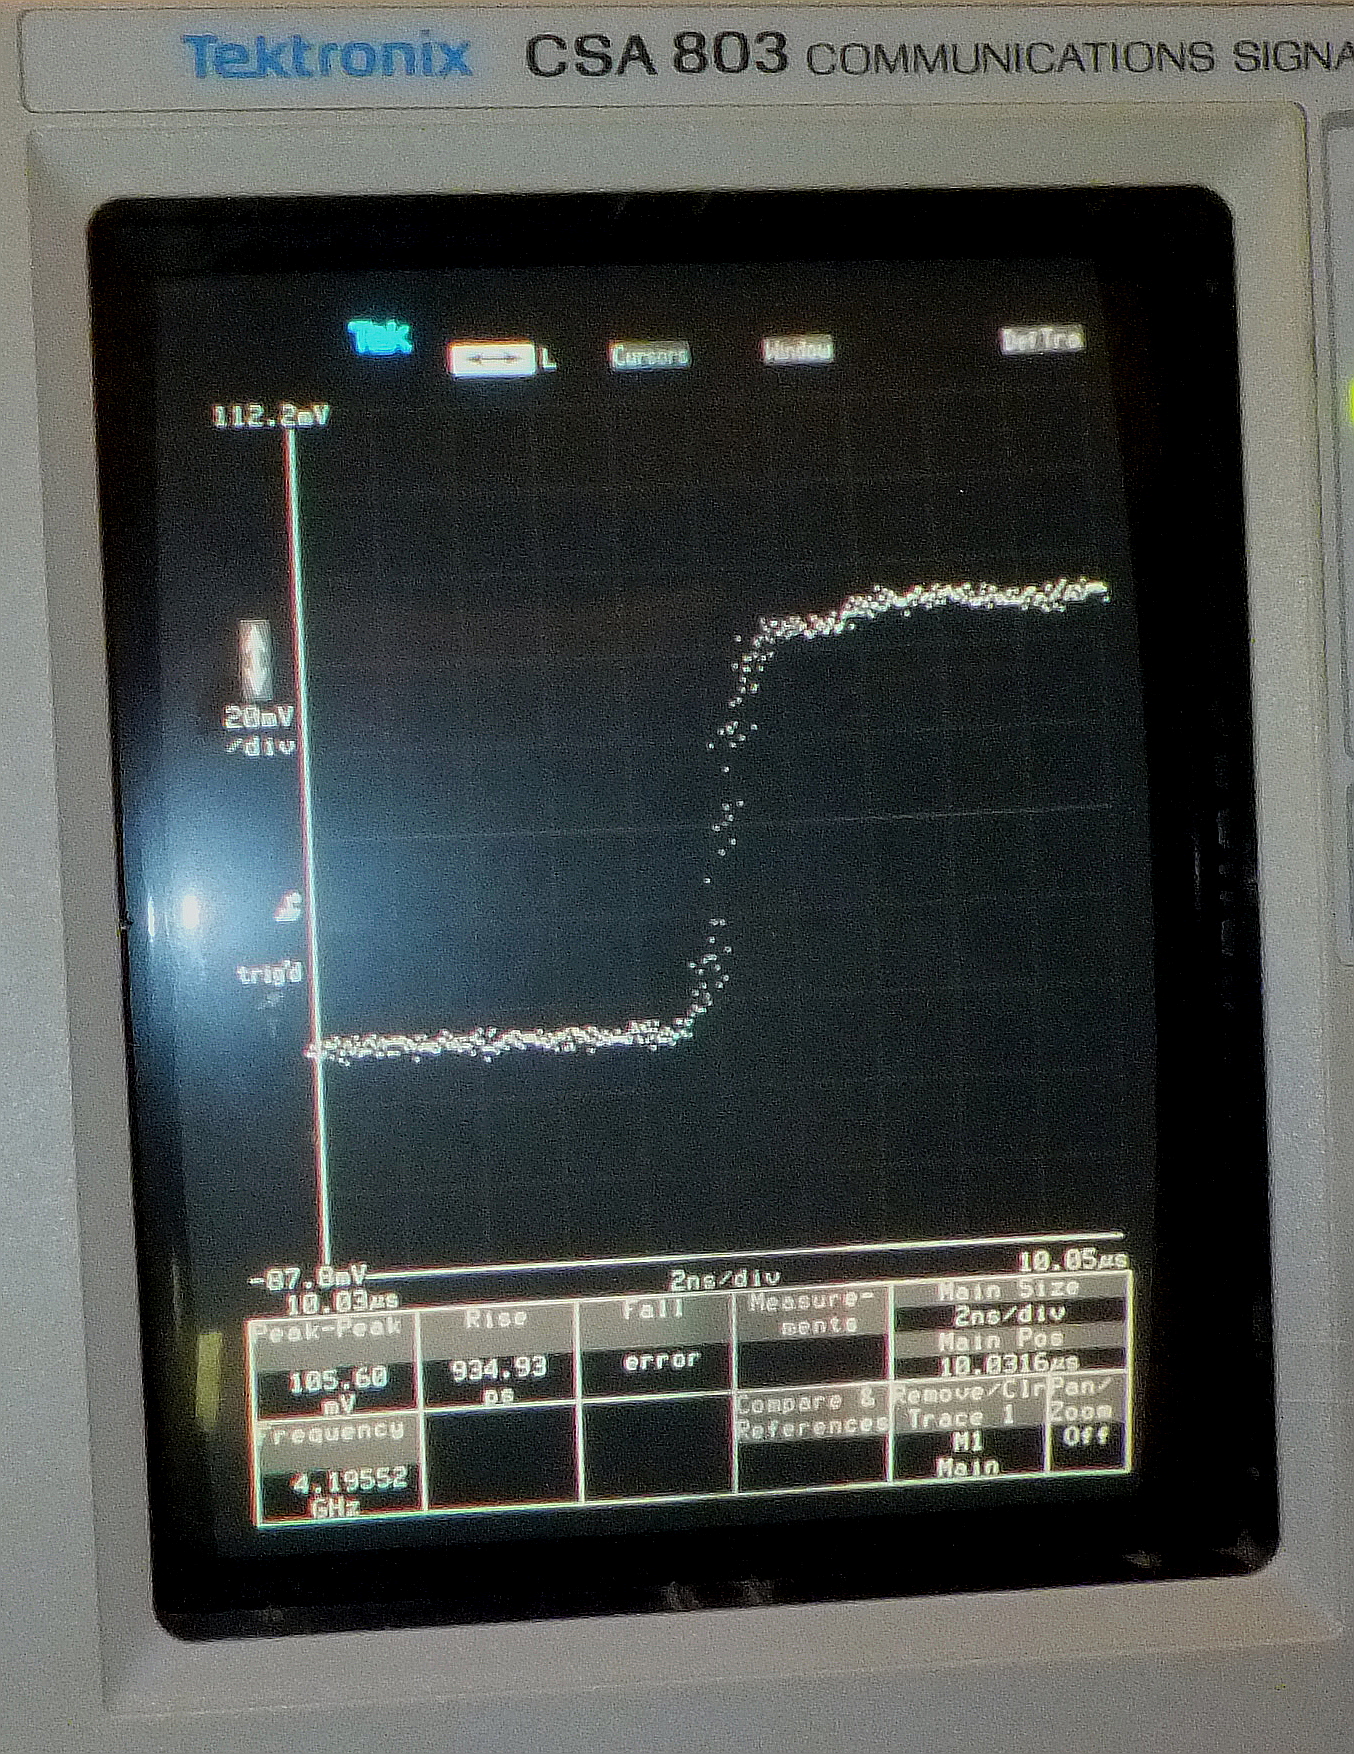 Tektronix CSA 803 COMMUNICATIONS SIGNA
Tek
L Cursors Window DefTra
112.2mV
20mV
/div
trig'd
-87.8mV
10.03µs
2ns/div
10.05µs
Peak-Peak
105.60
mV
Rise
934.93
ps
Fall
error
Measure-
ments
Main Size
2ns/div
Main Pos
10.0316µs
Frequency
4.19552
GHz
Compare &
References
Remove/Clr
Trace 1
M1
Main
Pan/
Zoom
Off